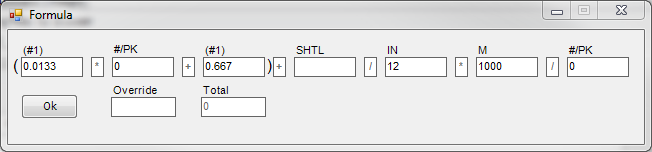 Formula
(#1) #/PK (#1) SHTL IN M #/PK
( 0.0133 * 0 + 0.667 ) + / 12 * 1000 / 0
Override Total
Ok 0